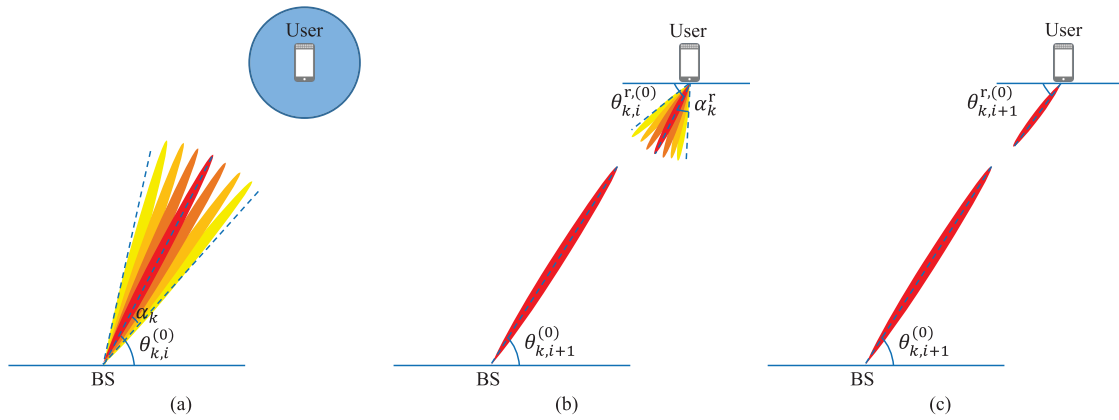 User
α_k
θ_{k,i}^{(0)}
BS
(a)
User
θ_{k,i}^{r,(0)}
α_k^r
θ_{k,i+1}^{(0)}
BS
(b)
User
θ_{k,i+1}^{r,(0)}
θ_{k,i+1}^{(0)}
BS
(c)